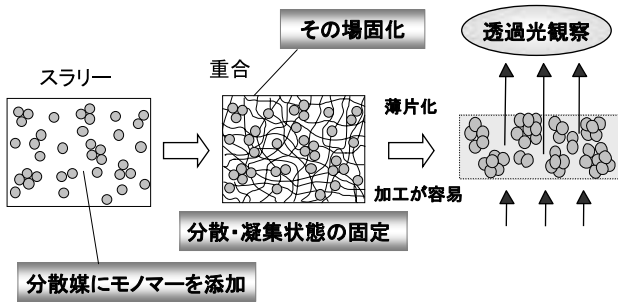 その場固化
透過光観察
スラリー
重合
薄片化
加工が容易
分散・凝集状態の固定
分散媒にモノマーを添加